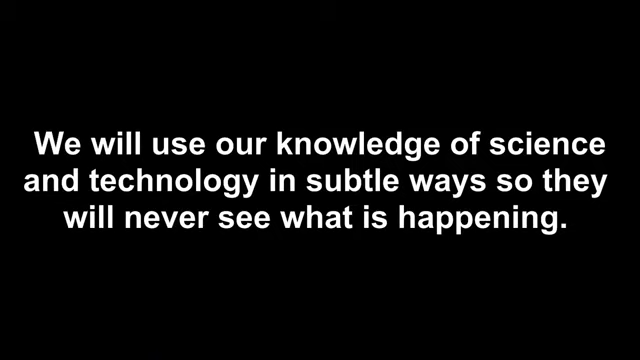 We will use our knowledge of science
and technology in subtle ways so they
will never see what is happening.